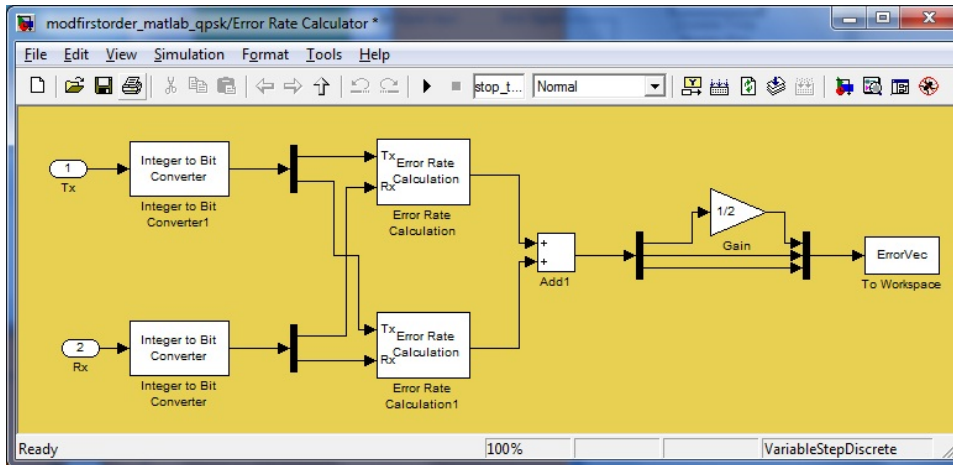 modfirstorder_matlab_qpsk/Error Rate Calculator *
File Edit View Simulation Format Tools Help
stop_t... Normal
1
Tx
Integer to Bit
Converter
Integer to Bit
Converter1
Tx
Rx
Error Rate
Calculation
Error Rate
Calculation
1/2
Gain
+
+
Add1
ErrorVec
To Workspace
2
Rx
Integer to Bit
Converter
Integer to Bit
Converter
Tx
Rx
Error Rate
Calculation
Error Rate
Calculation1
Ready 100% VariableStepDiscrete